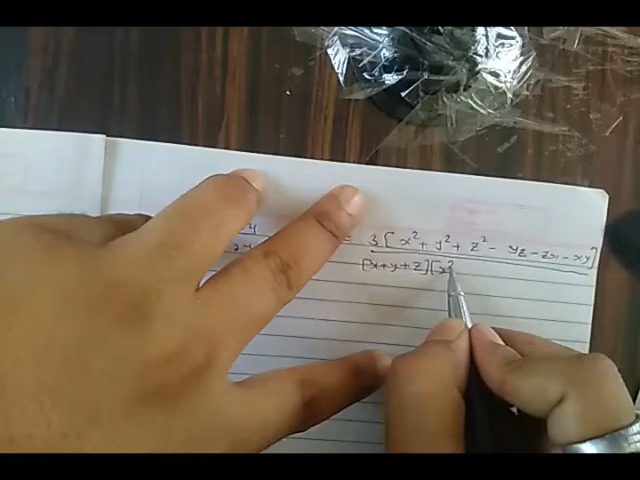 = 3[x² + y² + z² - yz - zx - xy]
[x+y+z][x²